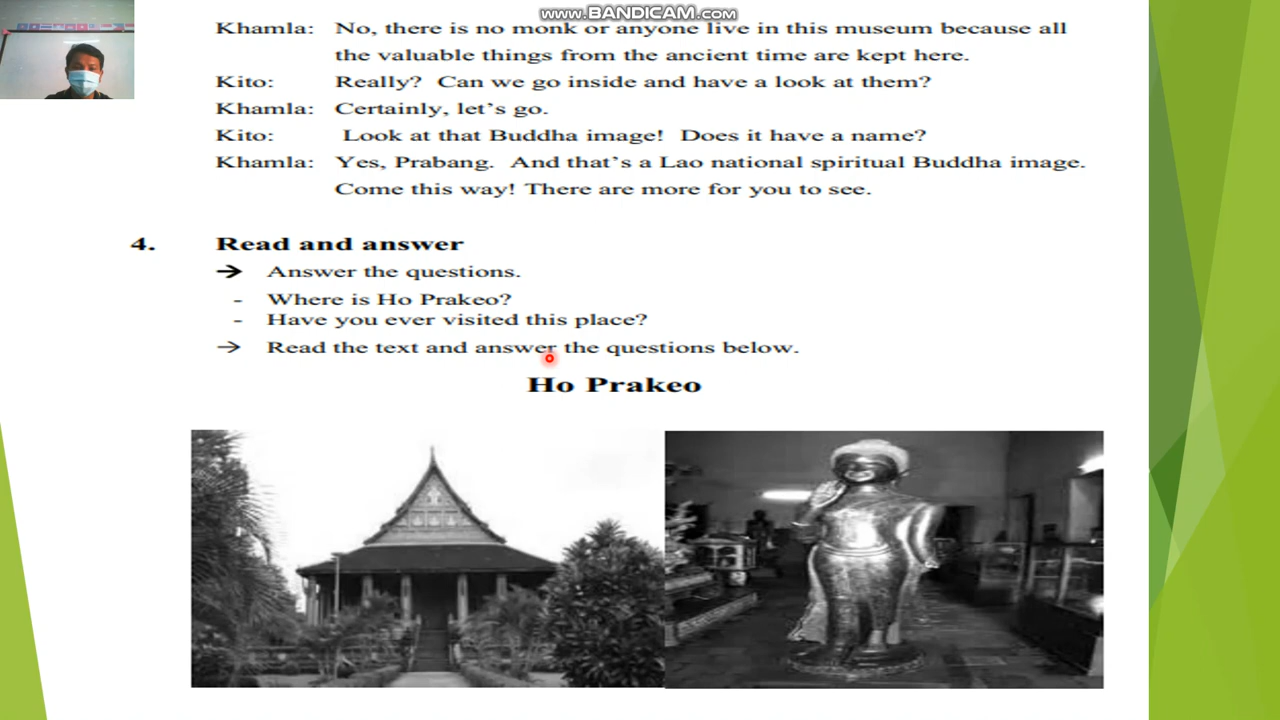 www.BANDICAM.com
Khamla: No, there is no monk or anyone live in this museum because all
the valuable things from the ancient time are kept here.
Kito: Really? Can we go inside and have a look at them?
Khamla: Certainly, let's go.
Kito: Look at that Buddha image! Does it have a name?
Khamla: Yes, Prabang. And that's a Lao national spiritual Buddha image.
Come this way! There are more for you to see.
4. Read and answer
→ Answer the questions.
- Where is Ho Prakeo?
- Have you ever visited this place?
→ Read the text and answer the questions below.
Ho Prakeo